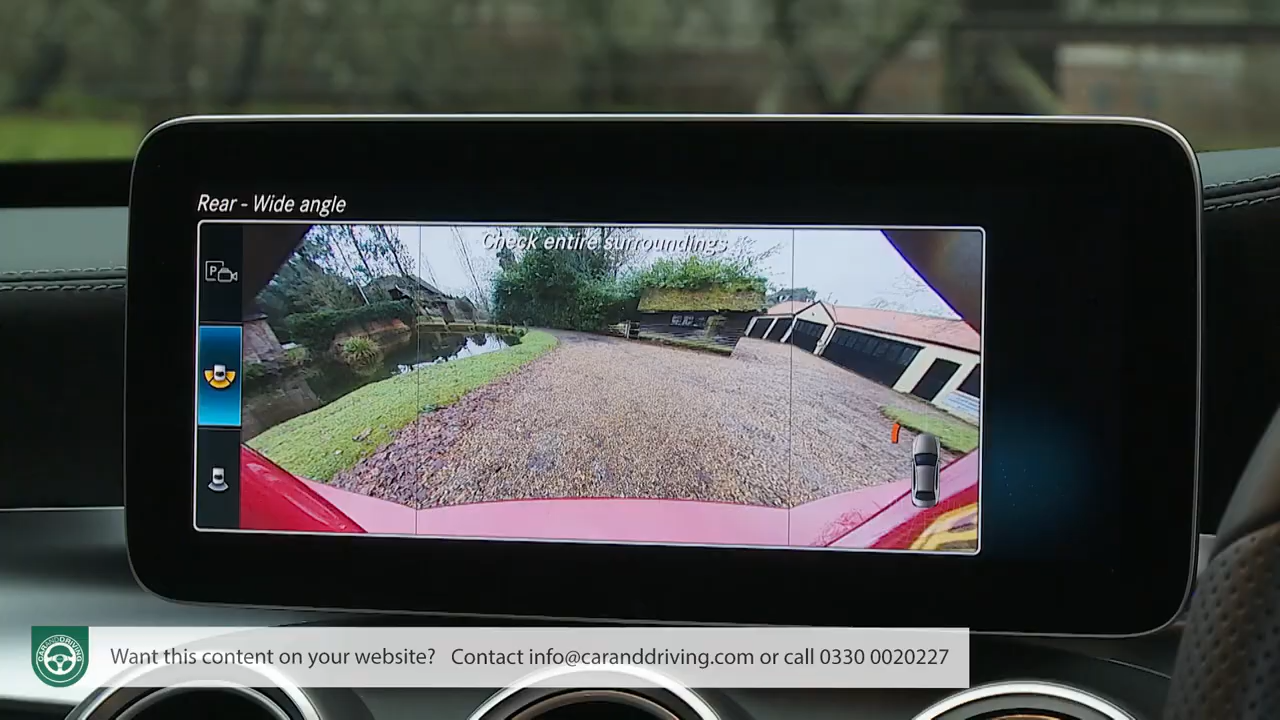 Rear - Wide angle
Check entire surroundings
P
CARANDDRIVING
Want this content on your website? Contact info@caranddriving.com or call 0330 0020227